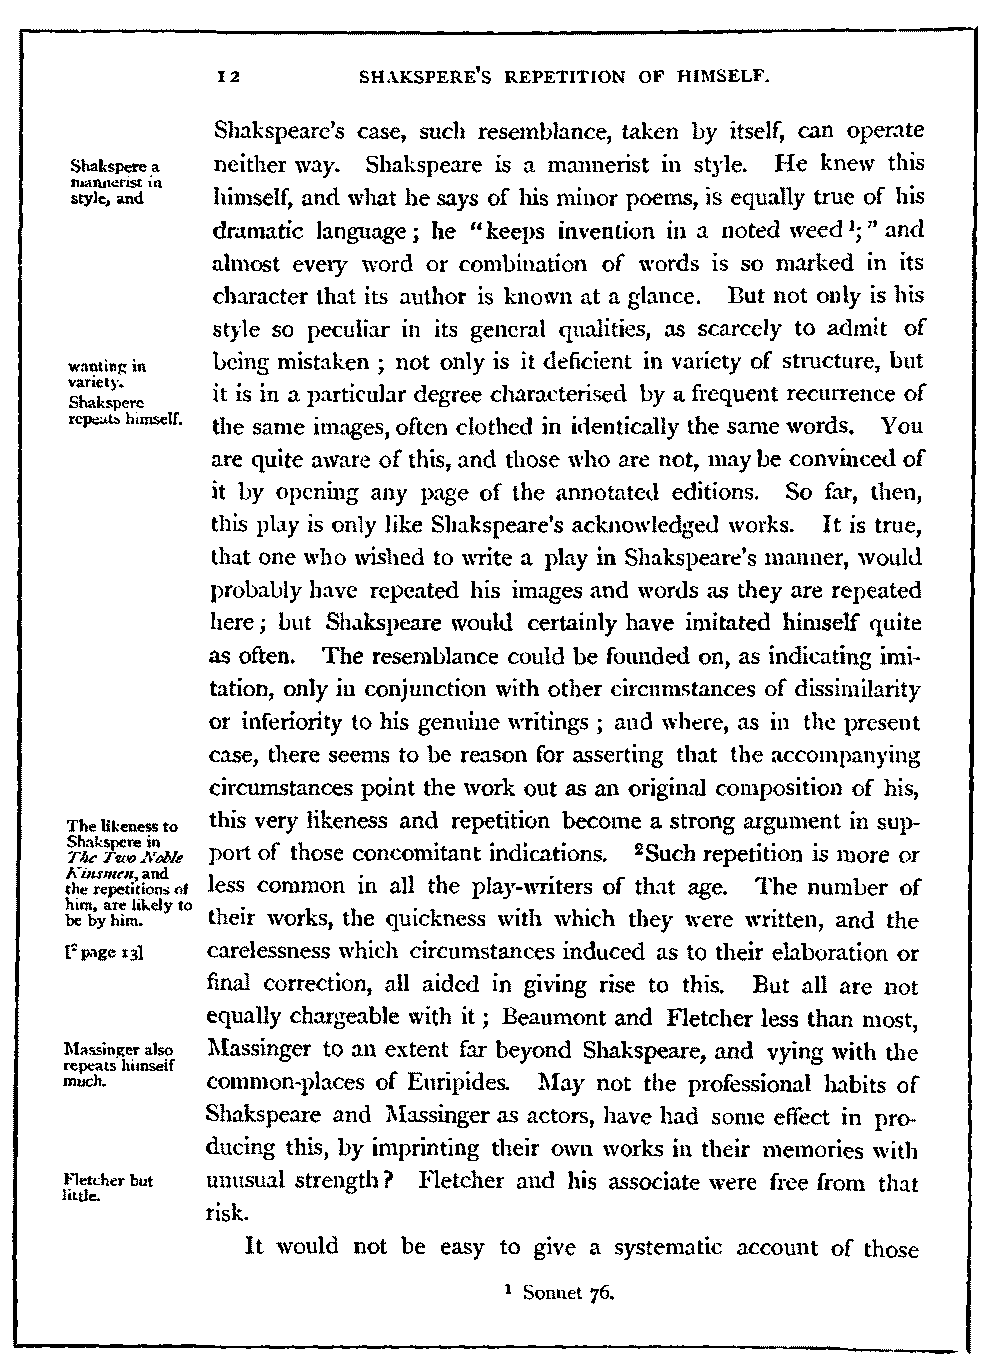 12 SHAKSPERE'S REPETITION OF HIMSELF.
Shakspeare's case, such resemblance, taken by itself, can operate
Shakspere a
mannerist in
style, and
neither way. Shakspeare is a mannerist in style. He knew this
himself, and what he says of his minor poems, is equally true of his
dramatic language; he "keeps invention in a noted weed ¹;" and
almost every word or combination of words is so marked in its
character that its author is known at a glance. But not only is his
style so peculiar in its general qualities, as scarcely to admit of
wanting in
variety.
Shakspere
repeats himself.
being mistaken ; not only is it deficient in variety of structure, but
it is in a particular degree characterised by a frequent recurrence of
the same images, often clothed in identically the same words. You
are quite aware of this, and those who are not, may be convinced of
it by opening any page of the annotated editions. So far, then,
this play is only like Shakspeare's acknowledged works. It is true,
that one who wished to write a play in Shakspeare's manner, would
probably have repeated his images and words as they are repeated
here; but Shakspeare would certainly have imitated himself quite
as often. The resemblance could be founded on, as indicating imi-
tation, only in conjunction with other circumstances of dissimilarity
or inferiority to his genuine writings ; and where, as in the present
case, there seems to be reason for asserting that the accompanying
circumstances point the work out as an original composition of his,
The likeness to
Shakspere in
The Two Noble
Kinsmen, and
the repetitions of
him, are likely to
be by him.
this very likeness and repetition become a strong argument in sup-
port of those concomitant indications. ²Such repetition is more or
less common in all the play-writers of that age. The number of
their works, the quickness with which they were written, and the
[² page 13]
carelessness which circumstances induced as to their elaboration or
final correction, all aided in giving rise to this. But all are not
equally chargeable with it ; Beaumont and Fletcher less than most,
Massinger also
repeats himself
much.
Massinger to an extent far beyond Shakspeare, and vying with the
common-places of Euripides. May not the professional habits of
Shakspeare and Massinger as actors, have had some effect in pro-
ducing this, by imprinting their own works in their memories with
Fletcher but
little.
unusual strength? Fletcher and his associate were free from that
risk.
It would not be easy to give a systematic account of those
¹ Sonnet 76.